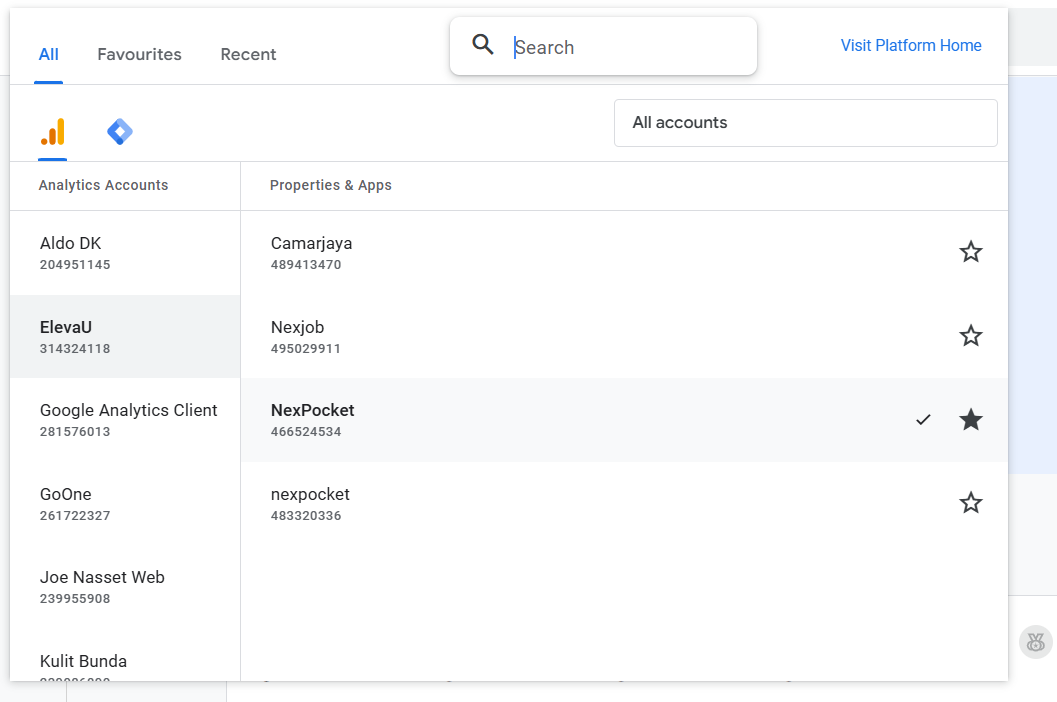 All
Favourites
Recent
Search
Visit Platform Home
All accounts
Analytics Accounts
Properties & Apps
Aldo DK
204951145
ElevaU
314324118
Google Analytics Client
281576013
GoOne
261722327
Joe Nasset Web
239955908
Kulit Bunda
Camarjaya
489413470
Nexjob
495029911
NexPocket
466524534
nexpocket
483320336